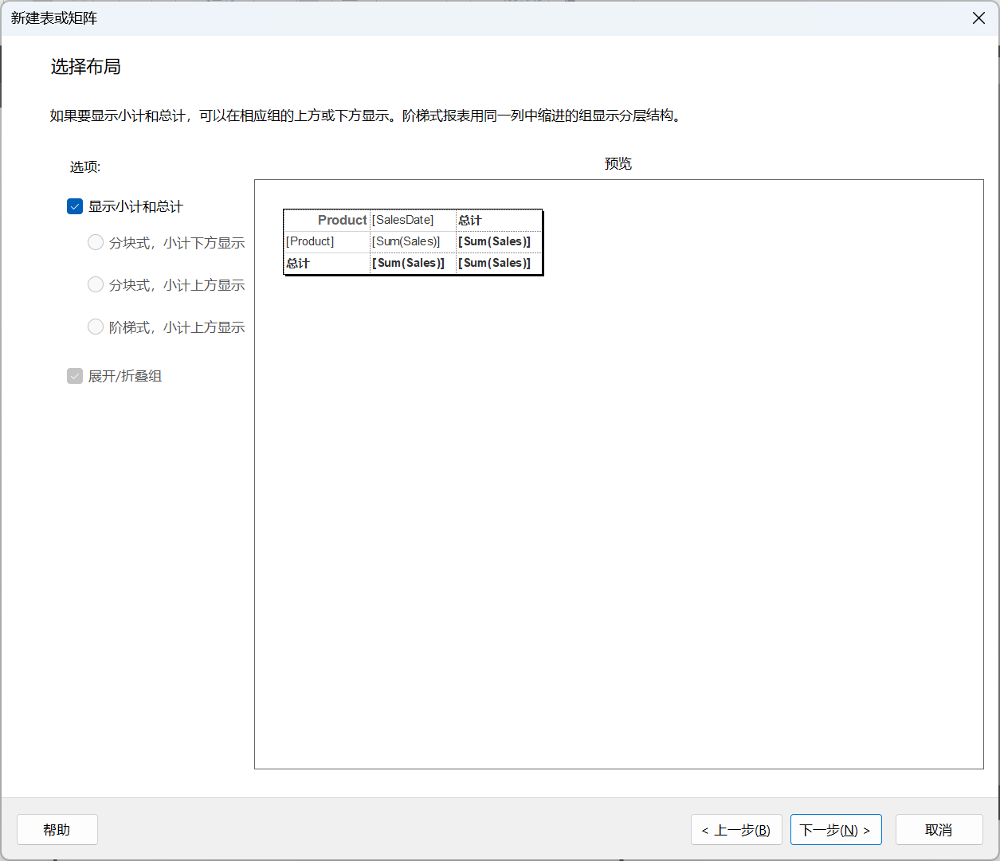 新建表或矩阵
选择布局
如果要显示小计和总计，可以在相应组的上方或下方显示。阶梯式报表用同一列中缩进的组显示分层结构。
选项:
预览
显示小计和总计
分块式，小计下方显示
分块式，小计上方显示
阶梯式，小计上方显示
展开/折叠组
Product [SalesDate] 总计
[Product] [Sum(Sales)] [Sum(Sales)]
总计 [Sum(Sales)] [Sum(Sales)]
帮助 < 上一步(B) 下一步(N) > 取消